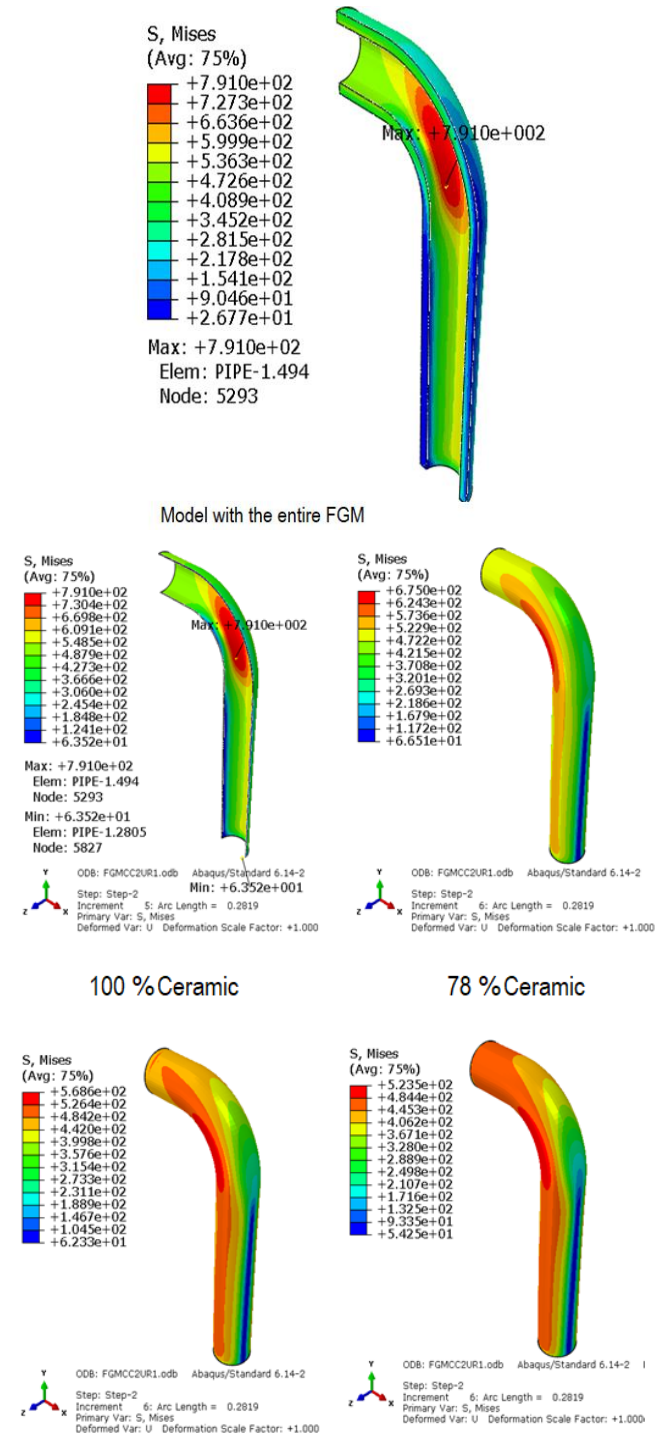 S, Mises
(Avg: 75%)
+7.910e+02
+7.273e+02
+6.636e+02
+5.999e+02
+5.363e+02
+4.726e+02
+4.089e+02
+3.452e+02
+2.815e+02
+2.178e+02
+1.541e+02
+9.046e+01
+2.677e+01
Max: +7.910e+02
Elem: PIPE-1.494
Node: 5293
Max: +7.910e+002
Model with the entire FGM
S, Mises
(Avg: 75%)
+7.910e+02
+7.304e+02
+6.698e+02
+6.091e+02
+5.485e+02
+4.879e+02
+4.273e+02
+3.666e+02
+3.060e+02
+2.454e+02
+1.848e+02
+1.241e+02
+6.352e+01
Max: +7.910e+02
Elem: PIPE-1.494
Node: 5293
Min: +6.352e+01
Elem: PIPE-1.2805
Node: 5827
Max: +7.910e+002
Min: +6.352e+001
Y
Z
X
ODB: FGMCC2UR1.odb Abaqus/Standard 6.14-2
Step: Step-2
Increment 5: Arc Length = 0.2819
Primary Var: S, Mises
Deformed Var: U Deformation Scale Factor: +1.000
S, Mises
(Avg: 75%)
+6.750e+02
+6.243e+02
+5.736e+02
+5.229e+02
+4.722e+02
+4.215e+02
+3.708e+02
+3.201e+02
+2.693e+02
+2.186e+02
+1.679e+02
+1.172e+02
+6.651e+01
Y
Z
X
ODB: FGMCC2UR1.odb Abaqus/Standard 6.14-2
Step: Step-2
Increment 6: Arc Length = 0.2819
Primary Var: S, Mises
Deformed Var: U Deformation Scale Factor: +1.000
100 % Ceramic
78 % Ceramic
S, Mises
(Avg: 75%)
+5.686e+02
+5.264e+02
+4.842e+02
+4.420e+02
+3.998e+02
+3.576e+02
+3.154e+02
+2.733e+02
+2.311e+02
+1.889e+02
+1.467e+02
+1.045e+02
+6.233e+01
Y
Z
X
ODB: FGMCC2UR1.odb Abaqus/Standard 6.14-2
Step: Step-2
Increment 6: Arc Length = 0.2819
Primary Var: S, Mises
Deformed Var: U Deformation Scale Factor: +1.000
S, Mises
(Avg: 75%)
+5.235e+02
+4.844e+02
+4.453e+02
+4.062e+02
+3.671e+02
+3.280e+02
+2.889e+02
+2.498e+02
+2.107e+02
+1.716e+02
+1.325e+02
+9.335e+01
+5.425e+01
Y
Z
X
ODB: FGMCC2UR1.odb Abaqus/Standard 6.14-2
Step: Step-2
Increment 6: Arc Length = 0.2819
Primary Var: S, Mises
Deformed Var: U Deformation Scale Factor: +1.000